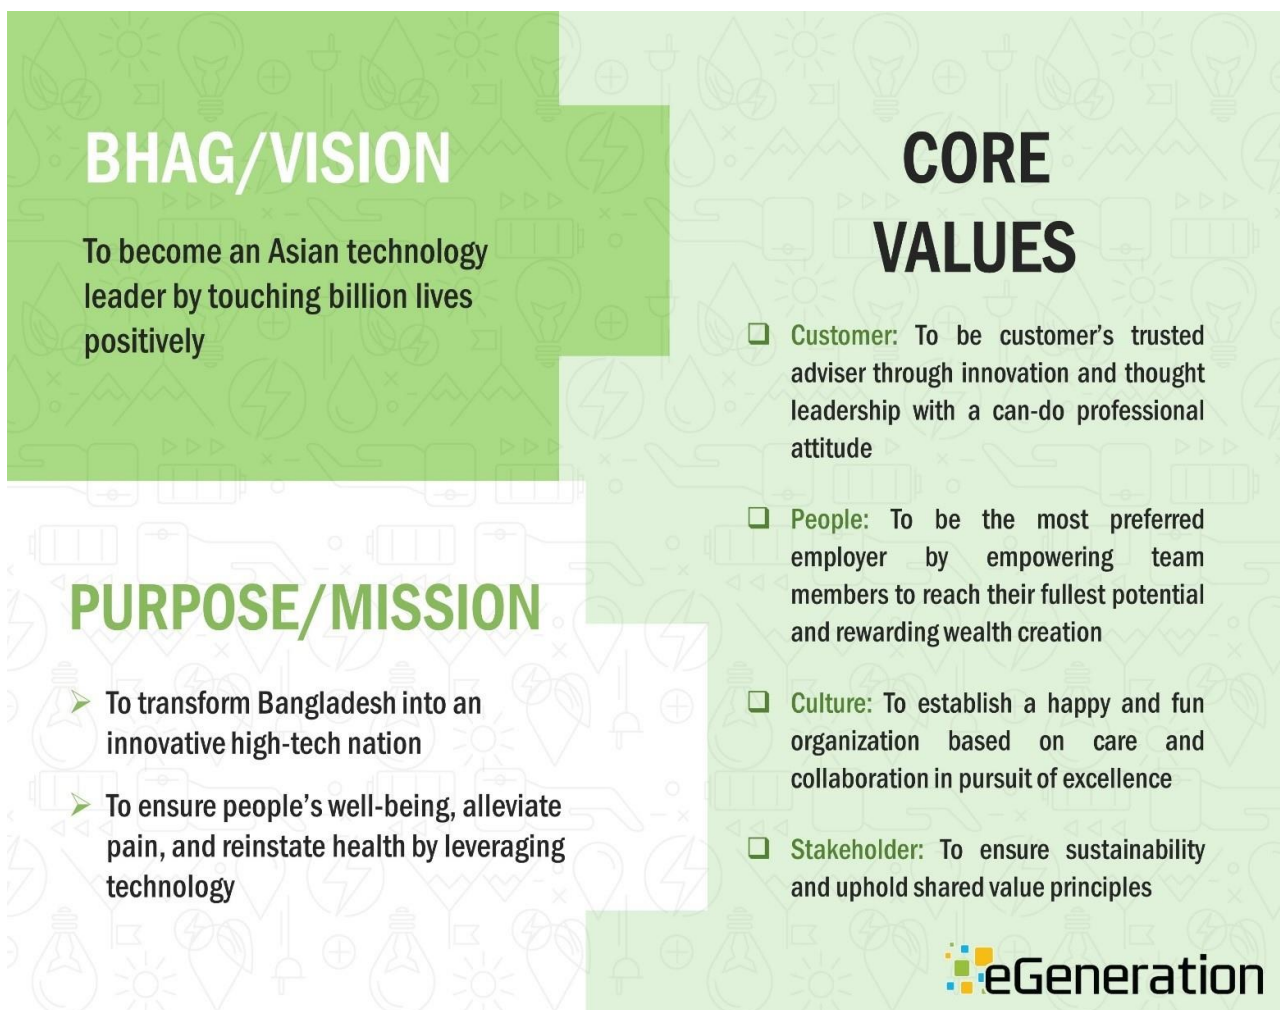 BHAG/VISION
To become an Asian technology
leader by touching billion lives
positively
PURPOSE/MISSION
To transform Bangladesh into an
innovative high-tech nation
To ensure people's well-being, alleviate
pain, and reinstate health by leveraging
technology
CORE
VALUES
Customer: To be customer's trusted
adviser through innovation and thought
leadership with a can-do professional
attitude
People: To be the most preferred
employer by empowering team
members to reach their fullest potential
and rewarding wealth creation
Culture: To establish a happy and fun
organization based on care and
collaboration in pursuit of excellence
Stakeholder: To ensure sustainability
and uphold shared value principles
eGeneration